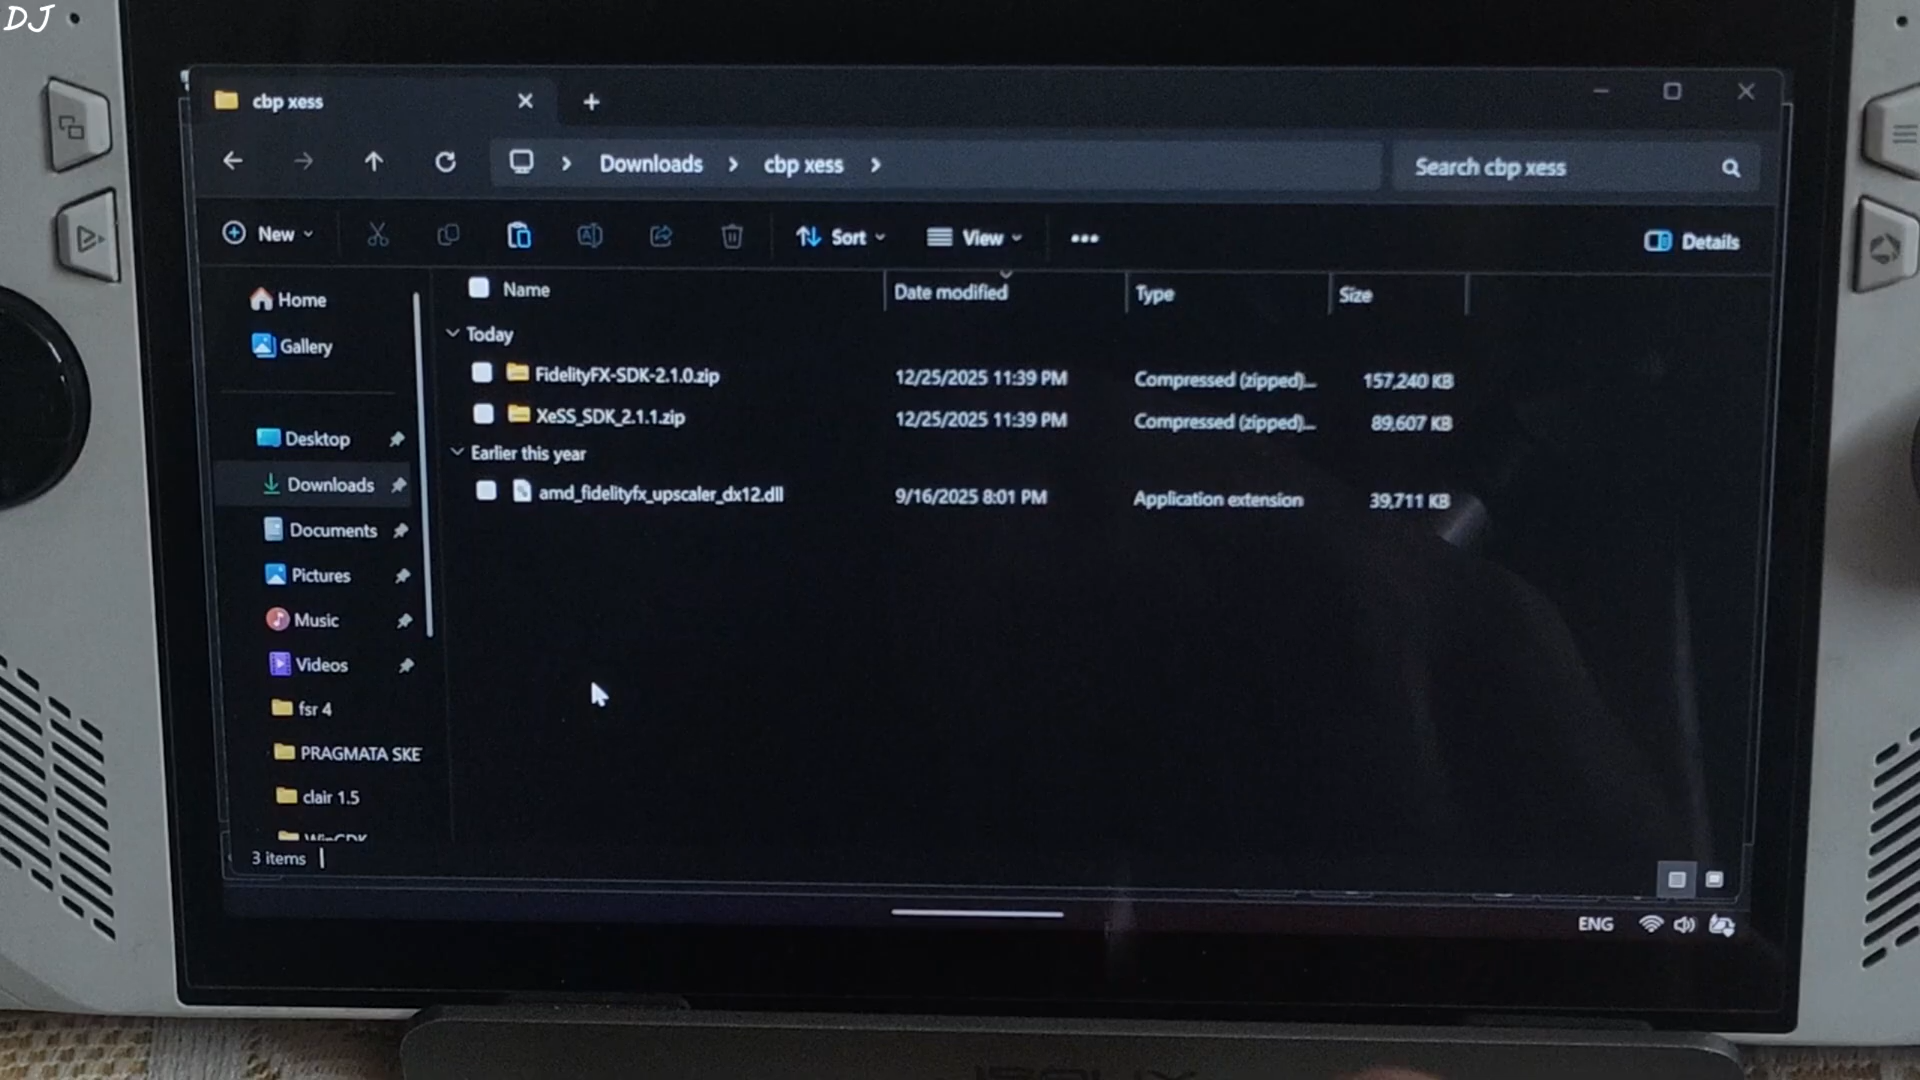 DJ
cbp xess
Downloads
cbp xess
Search cbp xess
New
Sort
View
Details
Name
Date modified
Type
Size
Home
Gallery
Today
FidelityFX-SDK-2.1.0.zip
12/25/2025 11:39 PM
Compressed (zipped)...
157,240 KB
XeSS_SDK_2.1.1.zip
12/25/2025 11:39 PM
Compressed (zipped)...
89,607 KB
Earlier this year
amd_fidelityfx_upscaler_dx12.dll
9/16/2025 8:01 PM
Application extension
39,711 KB
Desktop
Downloads
Documents
Pictures
Music
Videos
fsr 4
PRAGMATA SKE
clair 1.5
WinGDK
3 items
ENG